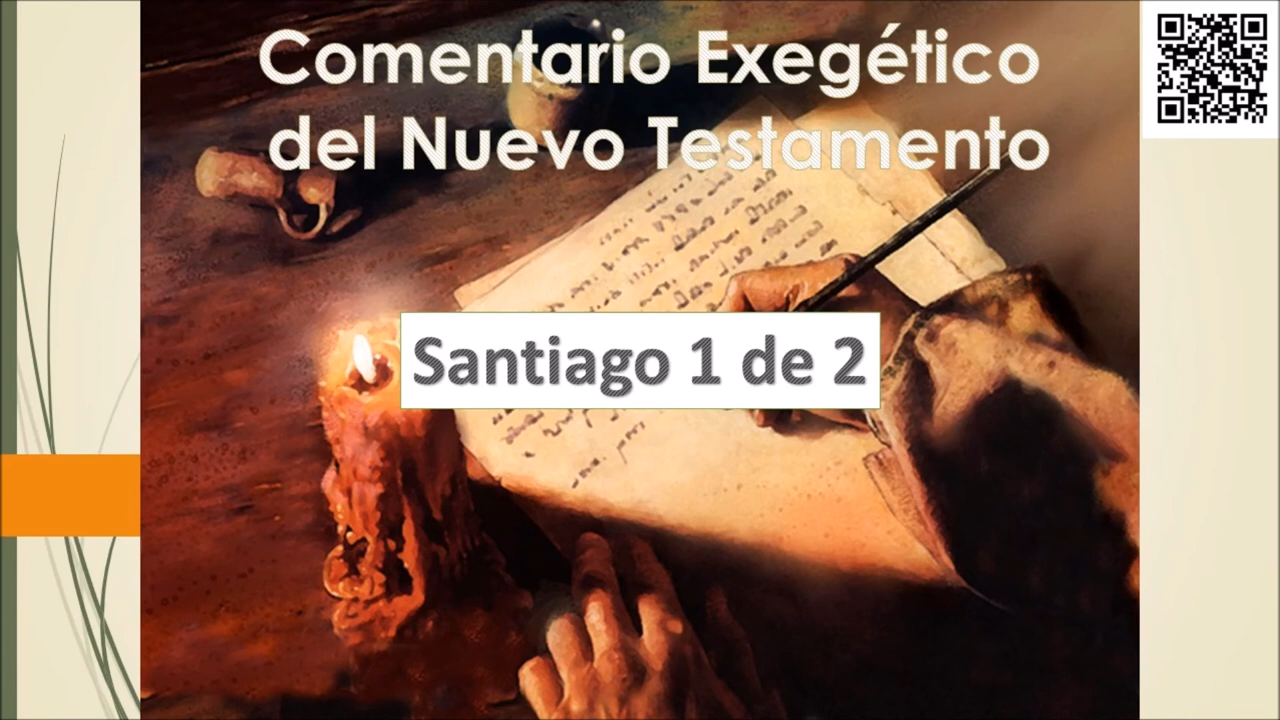 Comentario Exegético
del Nuevo Testamento
Santiago 1 de 2